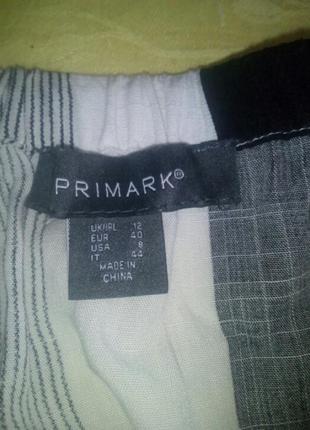 PRIMARK®
UK/IRL 12
EUR 40
USA 8
IT 44
MADE IN
CHINA